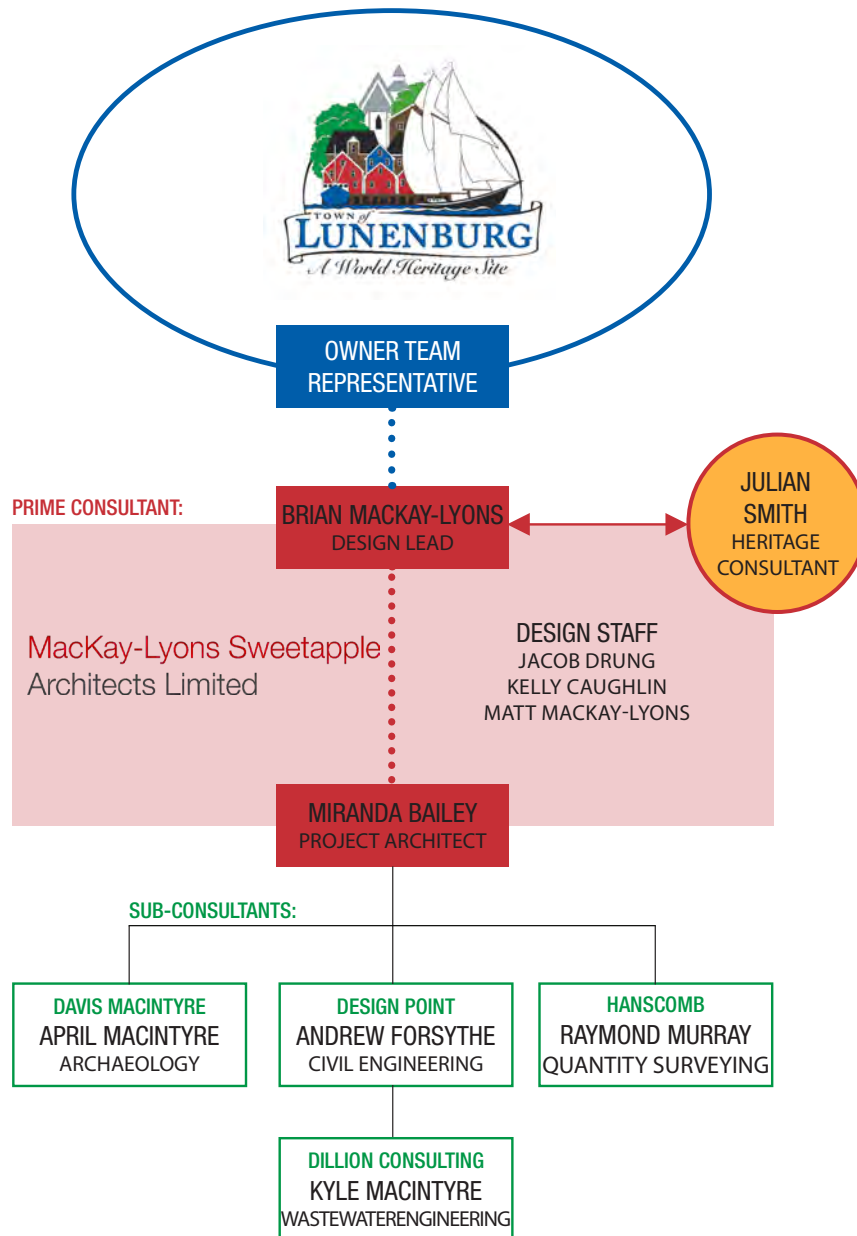 TOWN of
LUNENBURG
A World Heritage Site
OWNER TEAM
REPRESENTATIVE
PRIME CONSULTANT:
BRIAN MACKAY-LYONS
DESIGN LEAD
JULIAN
SMITH
HERITAGE
CONSULTANT
MacKay-Lyons Sweetapple
Architects Limited
DESIGN STAFF
JACOB DRUNG
KELLY CAUGHLIN
MATT MACKAY-LYONS
MIRANDA BAILEY
PROJECT ARCHITECT
SUB-CONSULTANTS:
DAVIS MACINTYRE
APRIL MACINTYRE
ARCHAEOLOGY
DESIGN POINT
ANDREW FORSYTHE
CIVIL ENGINEERING
HANSCOMB
RAYMOND MURRAY
QUANTITY SURVEYING
DILLION CONSULTING
KYLE MACINTYRE
WASTEWATERENGINEERING